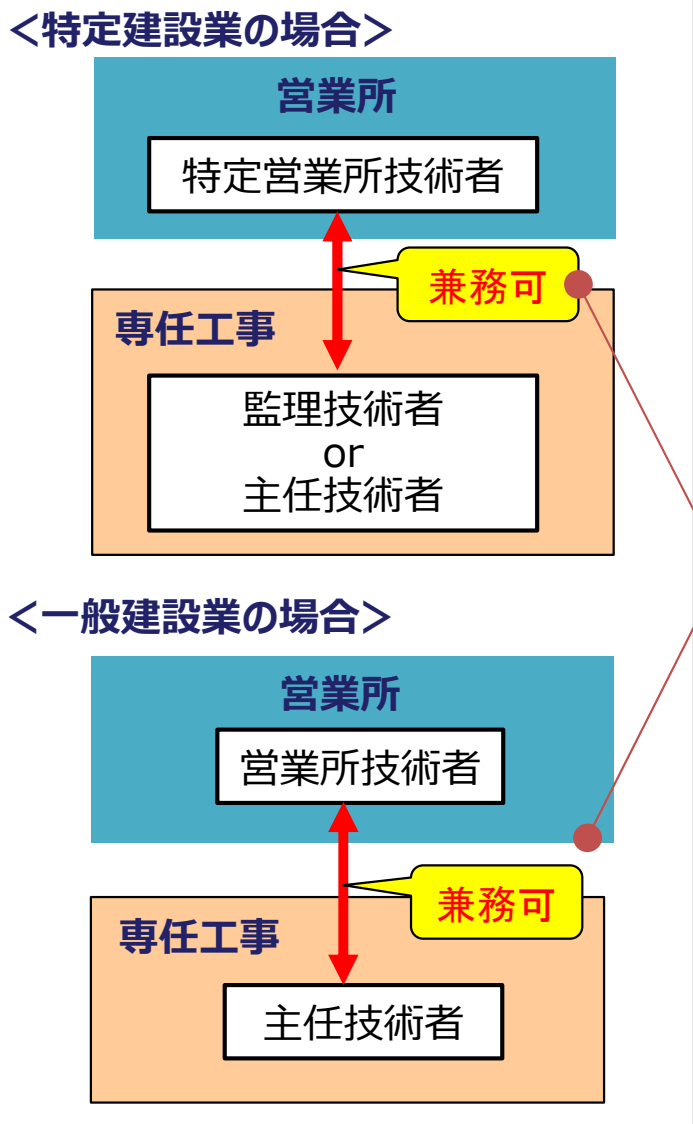 ＜特定建設業の場合＞
営業所
特定営業所技術者
兼務可
専任工事
監理技術者
or
主任技術者
＜一般建設業の場合＞
営業所
営業所技術者
兼務可
専任工事
主任技術者